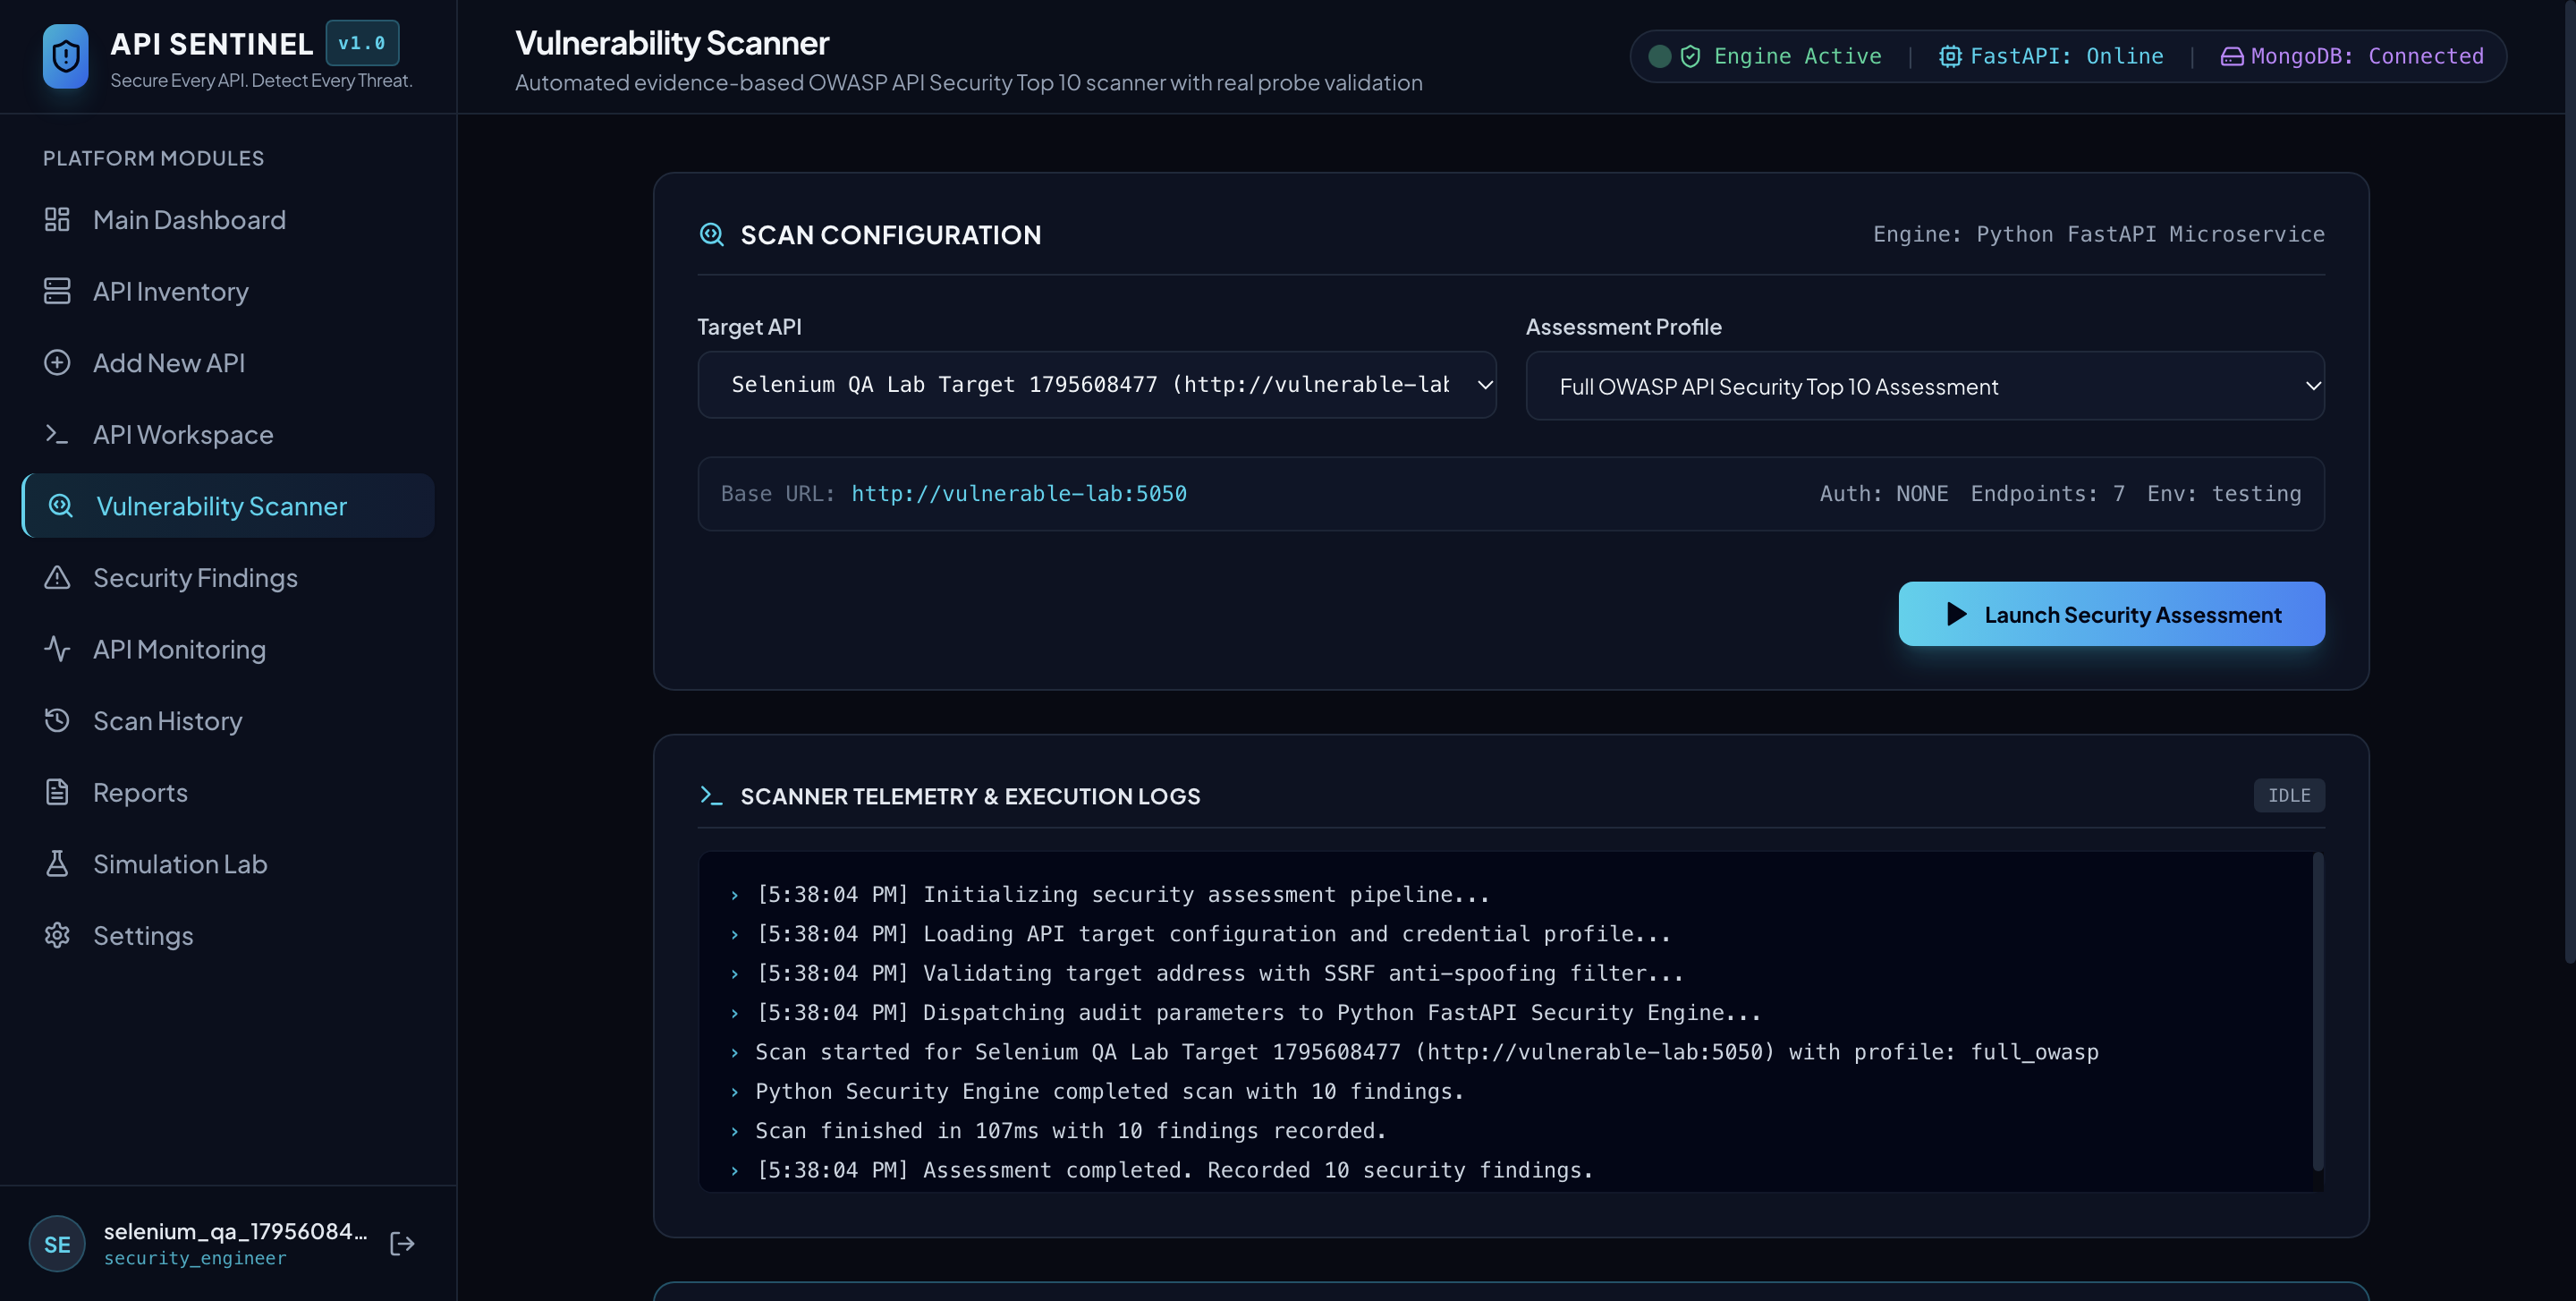 API SENTINEL v1.0
Secure Every API. Detect Every Threat.
PLATFORM MODULES
Main Dashboard
API Inventory
Add New API
API Workspace
Vulnerability Scanner
Security Findings
API Monitoring
Scan History
Reports
Simulation Lab
Settings
SE
selenium_qa_17956084…
security_engineer
Vulnerability Scanner
Automated evidence-based OWASP API Security Top 10 scanner with real probe validation
Engine Active | FastAPI: Online | MongoDB: Connected
SCAN CONFIGURATION
Engine: Python FastAPI Microservice
Target API
Selenium QA Lab Target 1795608477 (http://vulnerable-lab
Assessment Profile
Full OWASP API Security Top 10 Assessment
Base URL: http://vulnerable-lab:5050
Auth: NONE Endpoints: 7 Env: testing
Launch Security Assessment
SCANNER TELEMETRY & EXECUTION LOGS
IDLE
› [5:38:04 PM] Initializing security assessment pipeline...
› [5:38:04 PM] Loading API target configuration and credential profile...
› [5:38:04 PM] Validating target address with SSRF anti-spoofing filter...
› [5:38:04 PM] Dispatching audit parameters to Python FastAPI Security Engine...
› Scan started for Selenium QA Lab Target 1795608477 (http://vulnerable-lab:5050) with profile: full_owasp
› Python Security Engine completed scan with 10 findings.
› Scan finished in 107ms with 10 findings recorded.
› [5:38:04 PM] Assessment completed. Recorded 10 security findings.